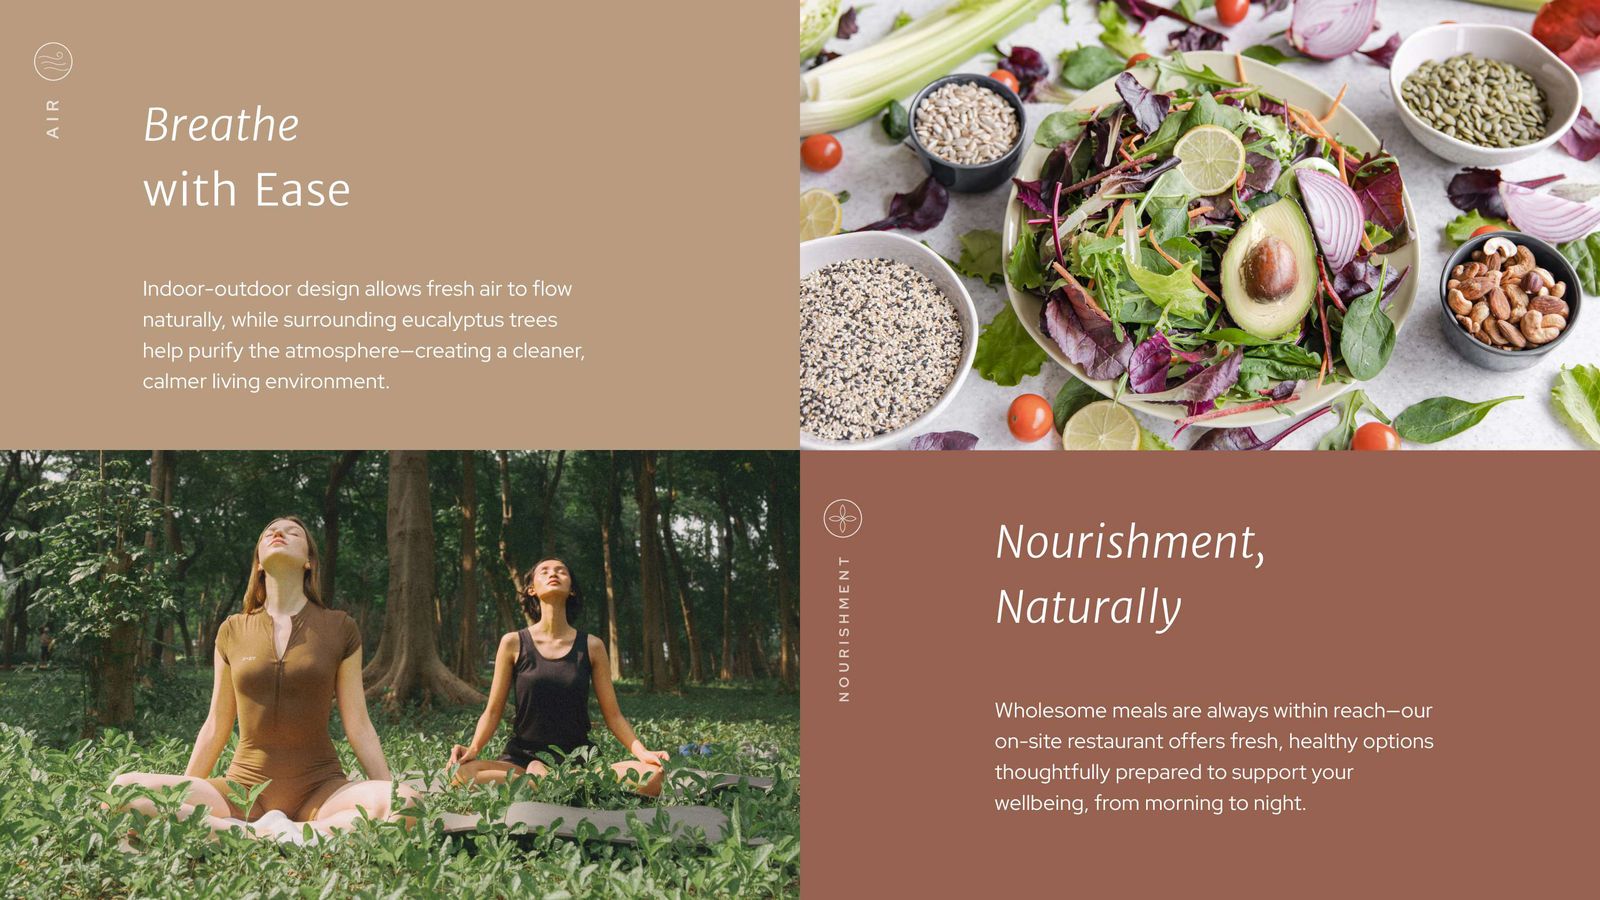 AIR
Breathe
with Ease
Indoor-outdoor design allows fresh air to flow
naturally, while surrounding eucalyptus trees
help purify the atmosphere—creating a cleaner,
calmer living environment.
NOURISHMENT
Nourishment,
Naturally
Wholesome meals are always within reach—our
on-site restaurant offers fresh, healthy options
thoughtfully prepared to support your
wellbeing, from morning to night.